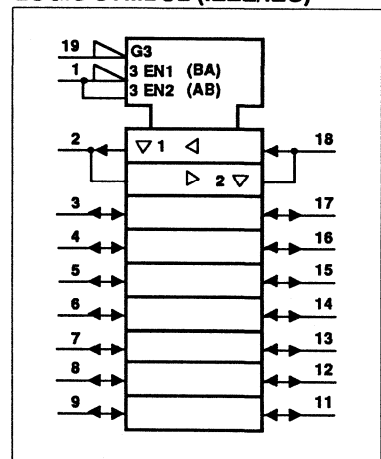 LOGIC SYMBOL (IEEE/IEC)
19 G3
1 3 EN1 (BA)
3 EN2 (AB)
2 ▽ 1 ◁ 18
▷ 2 ▽
3 17
4 16
5 15
6 14
7 13
8 12
9 11